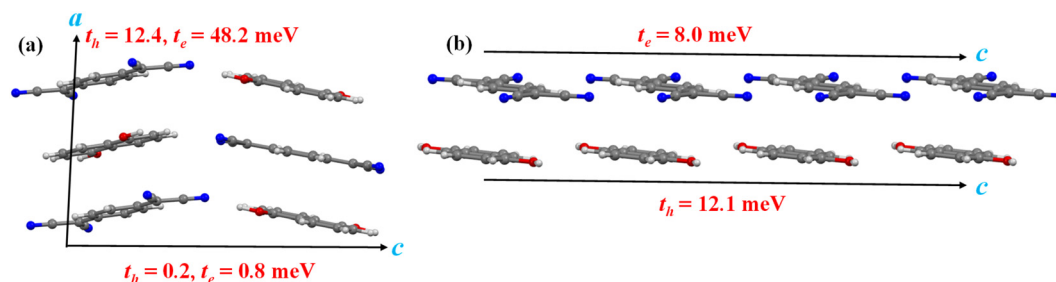 a
(a)
t_h = 12.4, t_e = 48.2 meV
c
t_h = 0.2, t_e = 0.8 meV
(b)
t_e = 8.0 meV
c
c
t_h = 12.1 meV